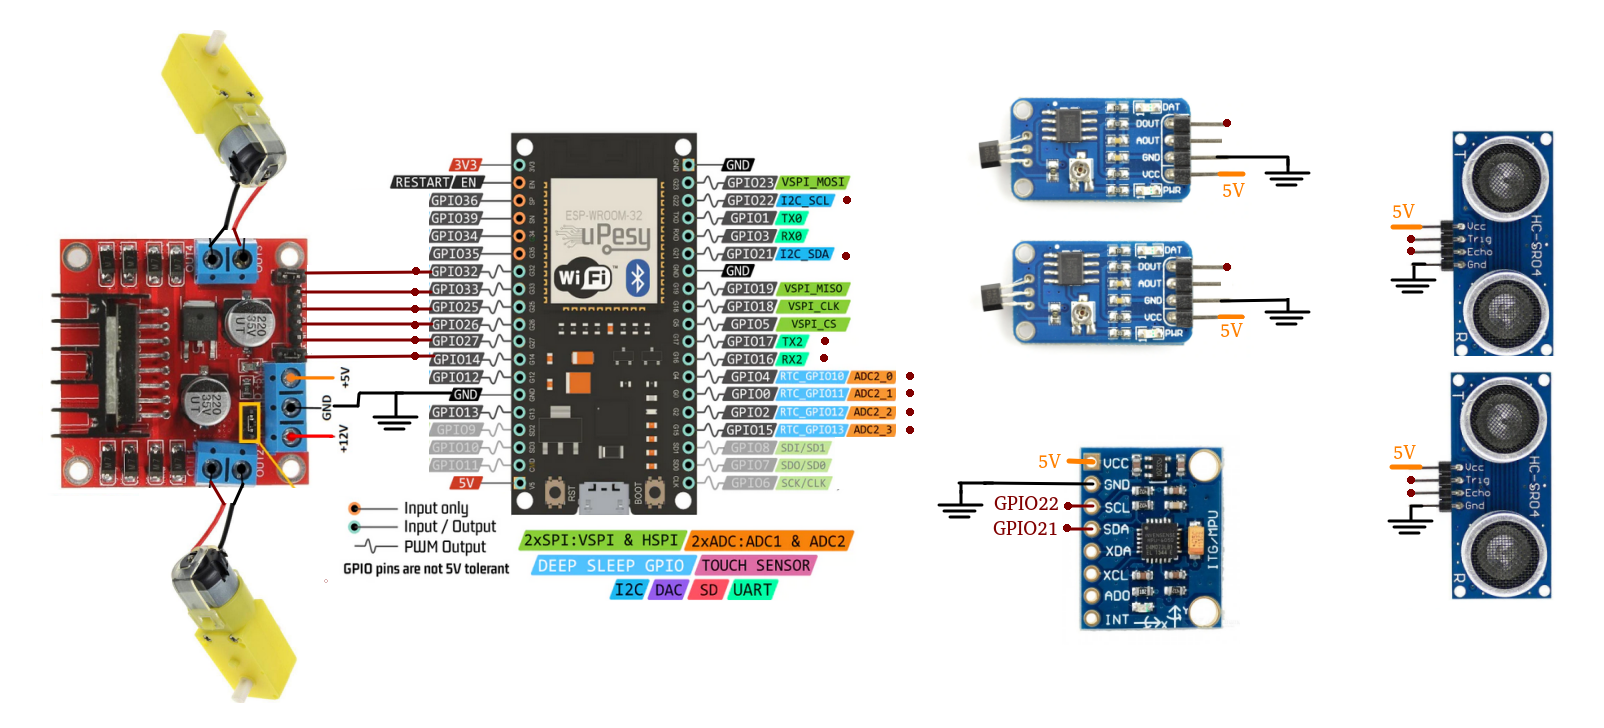 OUT4
OUT3
220
35V
UT
220
35V
UT
OUT2
+5V
GND
+12V
3V3
RESTART EN
GPIO36
GPIO39
GPIO34
GPIO35
GPIO32
GPIO33
GPIO25
GPIO26
GPIO27
GPIO14
GPIO12
GND
GPIO13
GPIO9
GPIO10
GPIO11
5V
ESP-WROOM-32
uPesy
WiFi
RST
BOOT
GND
GPIO23 VSPI_MOSI
GPIO22 I2C_SCL
GPIO1 TX0
GPIO3 RX0
GPIO21 I2C_SDA
GND
GPIO19 VSPI_MISO
GPIO18 VSPI_CLK
GPIO5 VSPI_CS
GPIO17 TX2
GPIO16 RX2
GPIO4 RTC_GPIO10 ADC2_0
GPIO0 RTC_GPIO11 ADC2_1
GPIO2 RTC_GPIO12 ADC2_2
GPIO15 RTC_GPIO13 ADC2_3
GPIO8 SDI/SD1
GPIO7 SDO/SD0
GPIO6 SCK/CLK
Input only
Input / Output
PWM Output
GPIO pins are not 5V tolerant
2xSPI:VSPI & HSPI 2xADC:ADC1 & ADC2
DEEP SLEEP GPIO TOUCH SENSOR
I2C DAC SD UART
DAT
DOUT
AOUT
GND
VCC
PWR
5V
DAT
DOUT
AOUT
GND
VCC
PWR
5V
5V
GPIO22
GPIO21
VCC
GND
SCL
SDA
XDA
XCL
ADO
INT
ITG/MPU
T
HC-SR04
R
5V
Vcc
Trig
Echo
Gnd
T
HC-SR04
R
5V
Vcc
Trig
Echo
Gnd